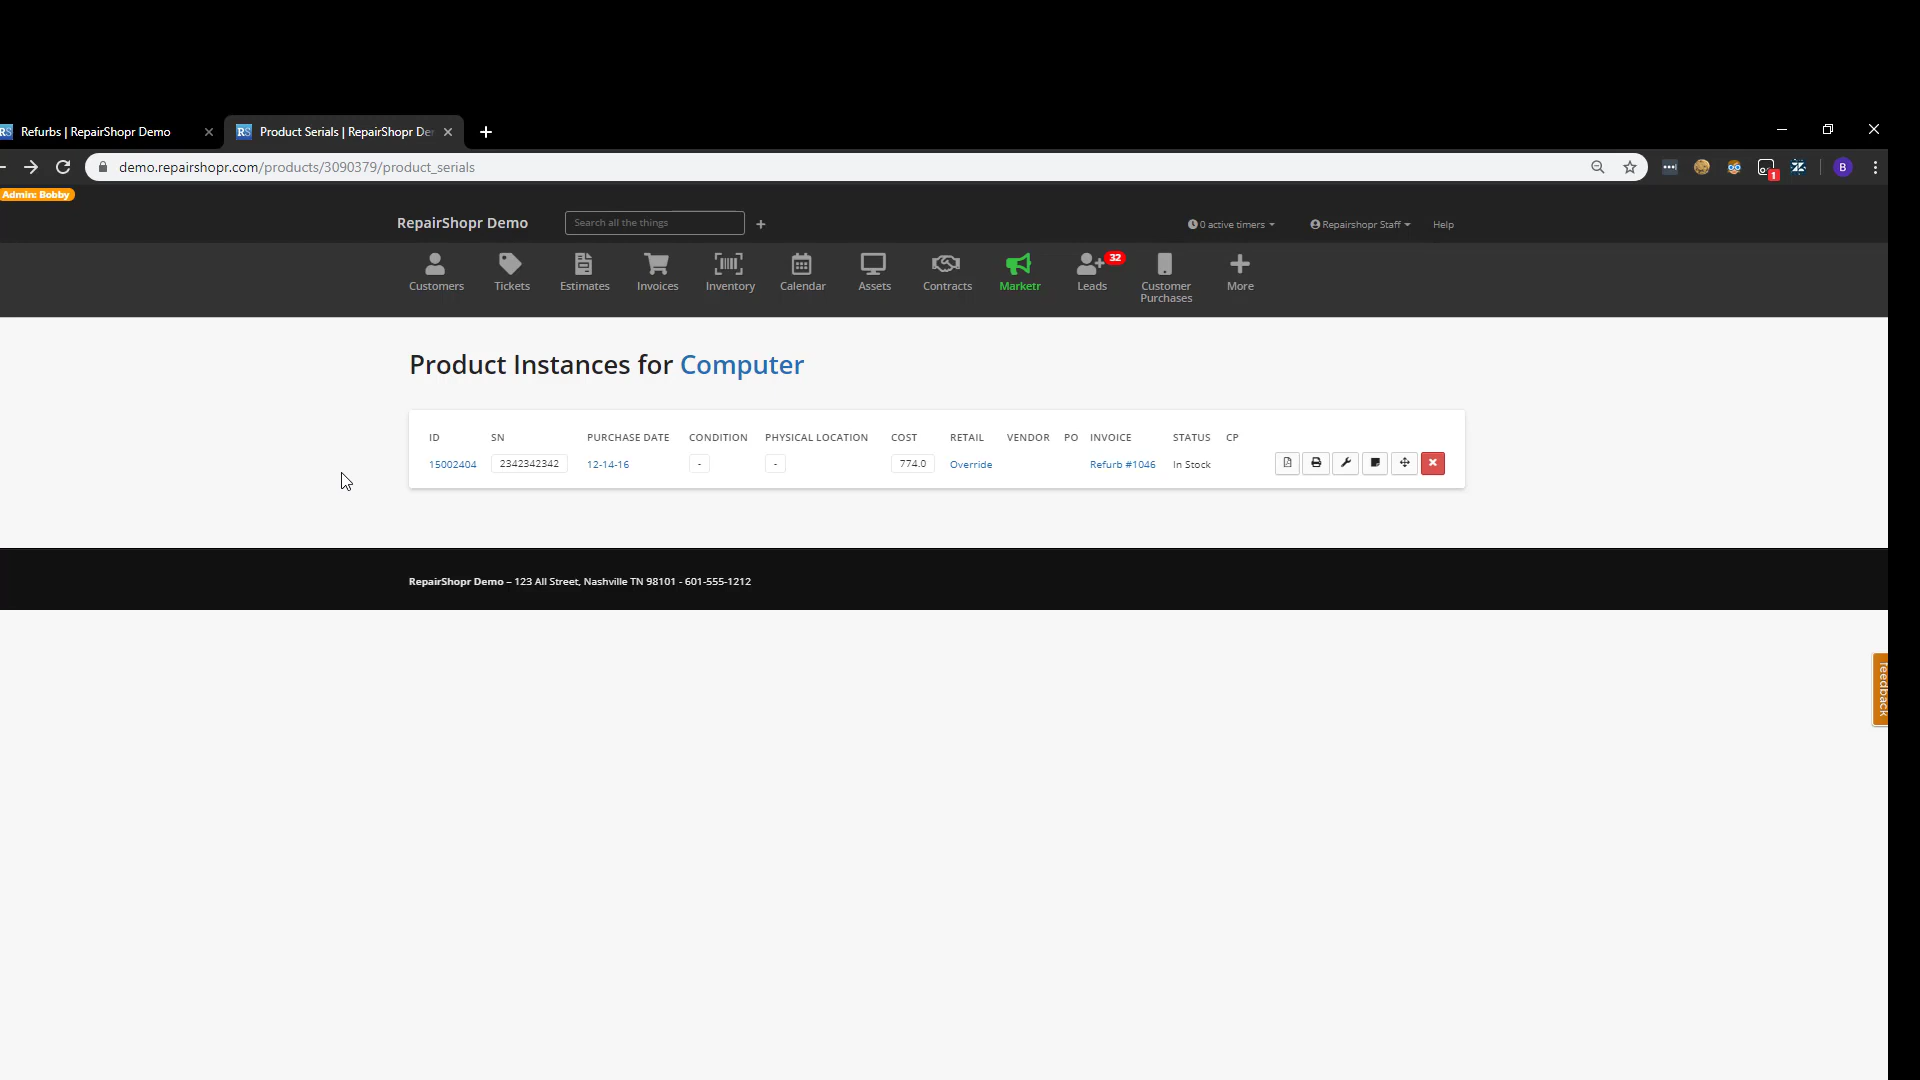 Refurbs | RepairShopr Demo
Product Serials | RepairShopr De
demo.repairshopr.com/products/3090379/product_serials
1
B
Admin: Bobby
RepairShopr Demo
Search all the things
0 active timers
Repairshopr Staff
Help
Customers
Tickets
Estimates
Invoices
Inventory
Calendar
Assets
Contracts
Marketr
Leads
32
Customer
Purchases
More
Product Instances for Computer
ID SN PURCHASE DATE CONDITION PHYSICAL LOCATION COST RETAIL VENDOR PO INVOICE STATUS CP
15002404 2342342342 12-14-16 - - 774.0 Override Refurb #1046 In Stock
RepairShopr Demo – 123 All Street, Nashville TN 98101 - 601-555-1212
feedback